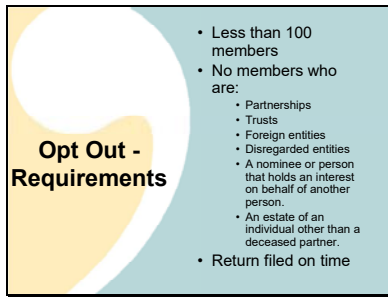 Opt Out -
Requirements
• Less than 100
members
• No members who
are:
• Partnerships
• Trusts
• Foreign entities
• Disregarded entities
• A nominee or person
that holds an interest
on behalf of another
person.
• An estate of an
individual other than a
deceased partner.
• Return filed on time